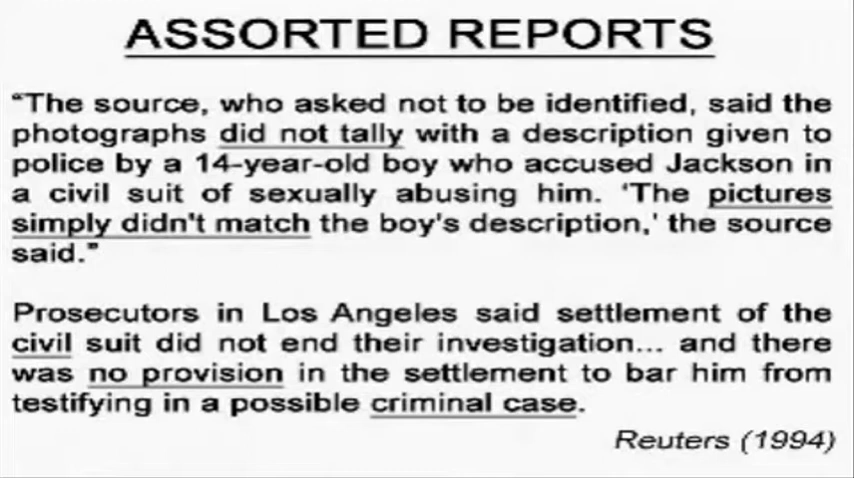 ASSORTED REPORTS
“The source, who asked not to be identified, said the
photographs did not tally with a description given to
police by a 14-year-old boy who accused Jackson in
a civil suit of sexually abusing him. ‘The pictures
simply didn't match the boy's description,' the source
said.”
Prosecutors in Los Angeles said settlement of the
civil suit did not end their investigation... and there
was no provision in the settlement to bar him from
testifying in a possible criminal case.
Reuters (1994)